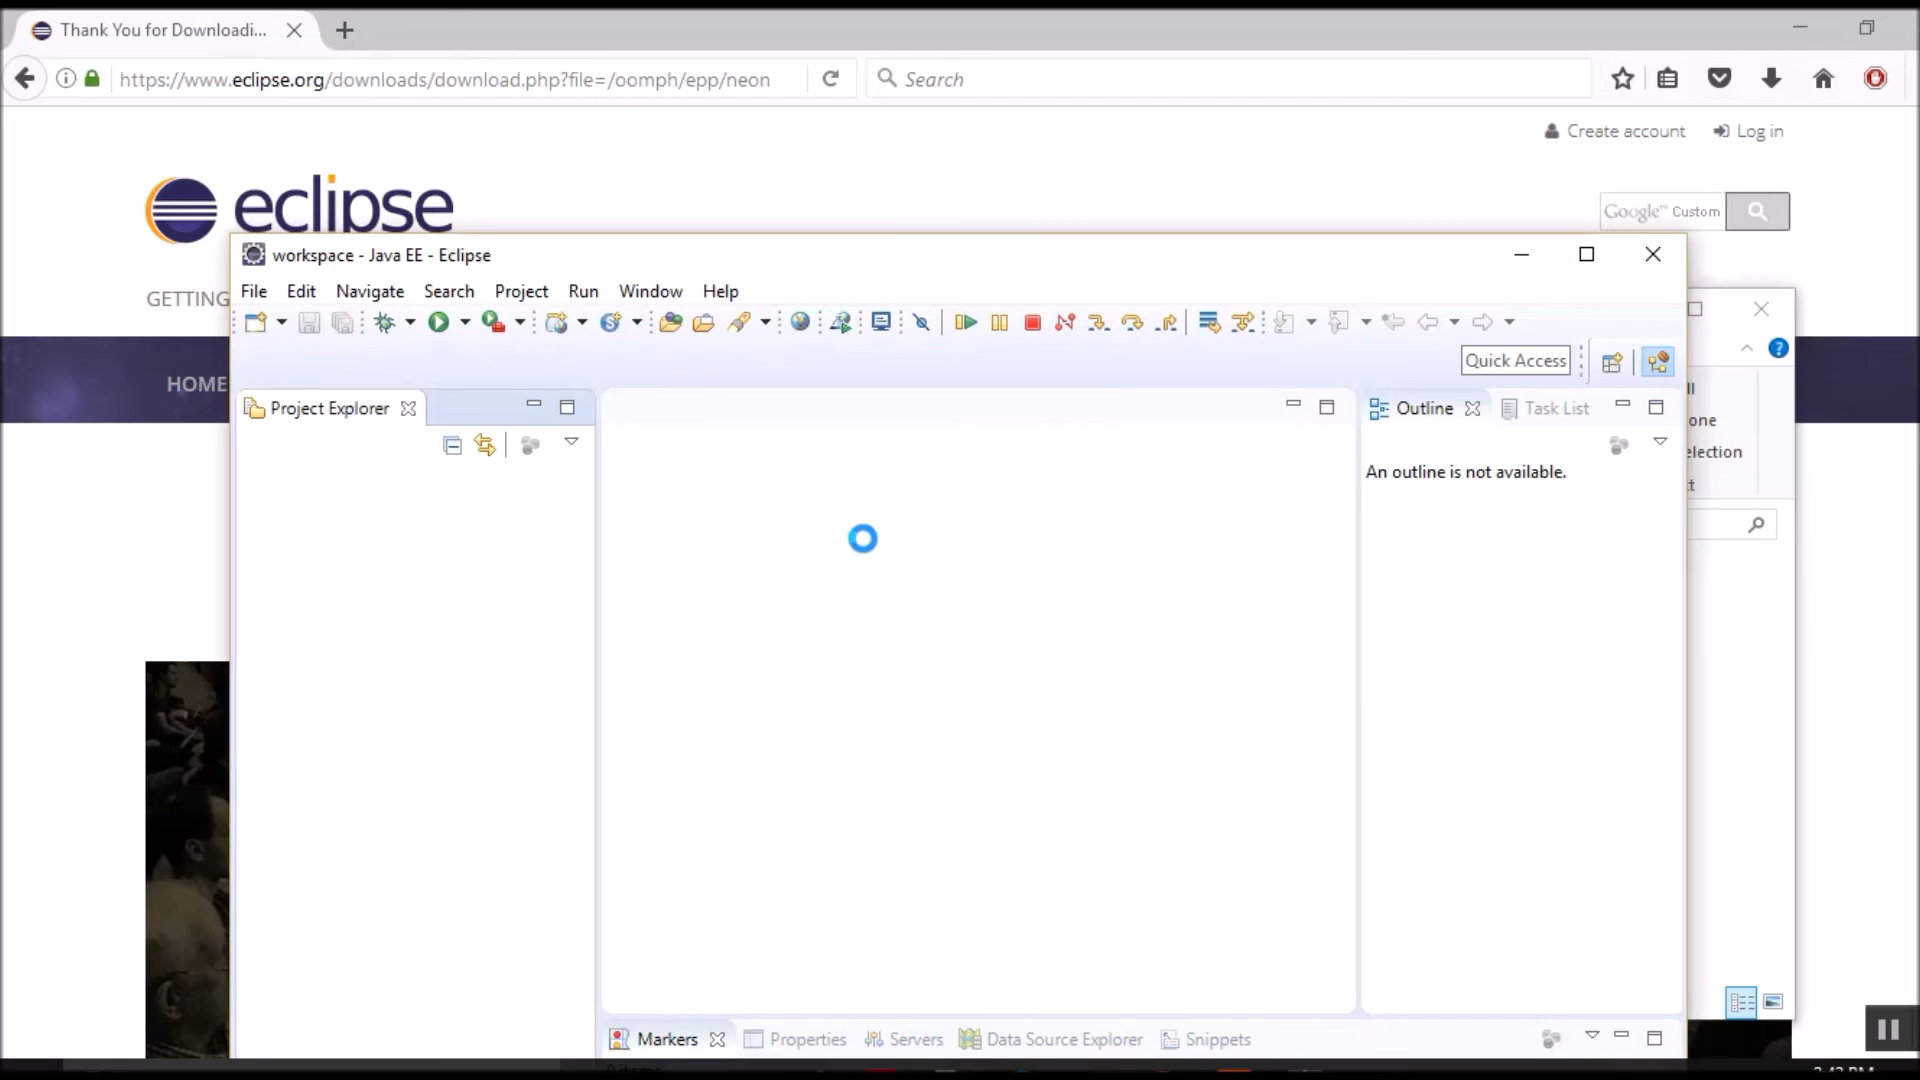 Thank You for Downloadi...
https://www.eclipse.org/downloads/download.php?file=/oomph/epp/neon
Search
Create account
Log in
eclipse
Google™ Custom
workspace - Java EE - Eclipse
GETTING
File Edit Navigate Search Project Run Window Help
Quick Access
HOME
Project Explorer
Outline
Task List
An outline is not available.
one
election
Markers
Properties
Servers
Data Source Explorer
Snippets